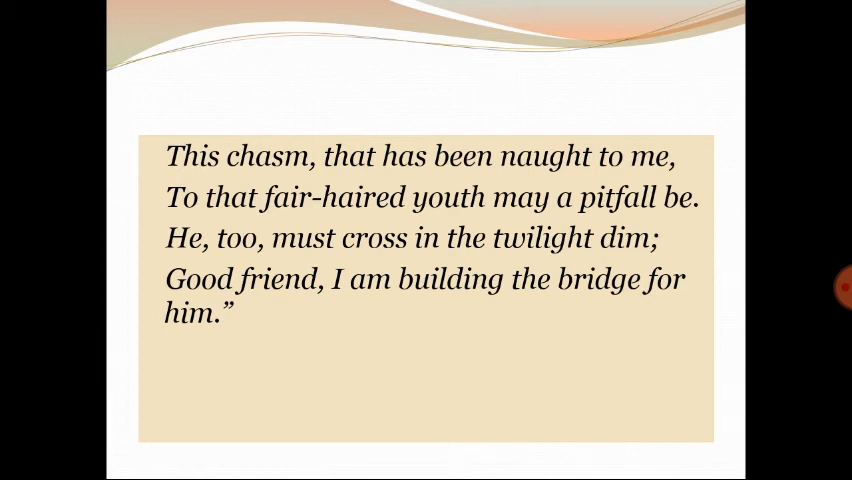 This chasm, that has been naught to me,
To that fair-haired youth may a pitfall be.
He, too, must cross in the twilight dim;
Good friend, I am building the bridge for
him.”